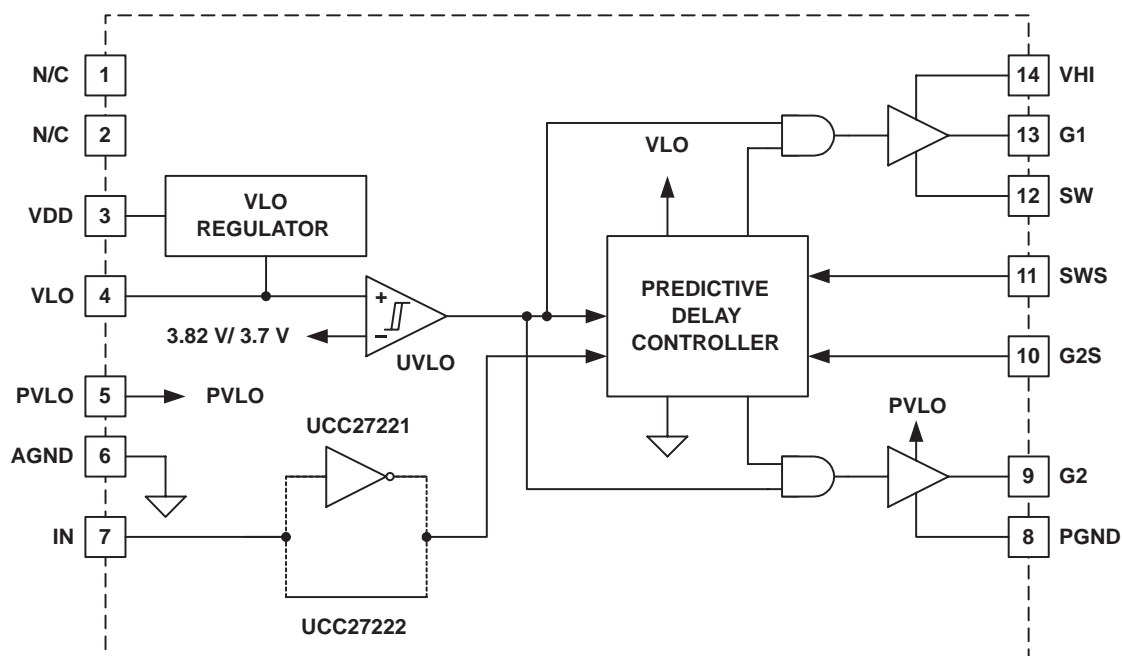 N/C
1
N/C
2
VDD
3
VLO
REGULATOR
VLO
4
3.82 V/ 3.7 V
+
–
UVLO
PVLO
5
PVLO
AGND
6
IN
7
UCC27221
UCC27222
VLO
PREDICTIVE
DELAY
CONTROLLER
14
VHI
13
G1
12
SW
11
SWS
10
G2S
PVLO
9
G2
8
PGND